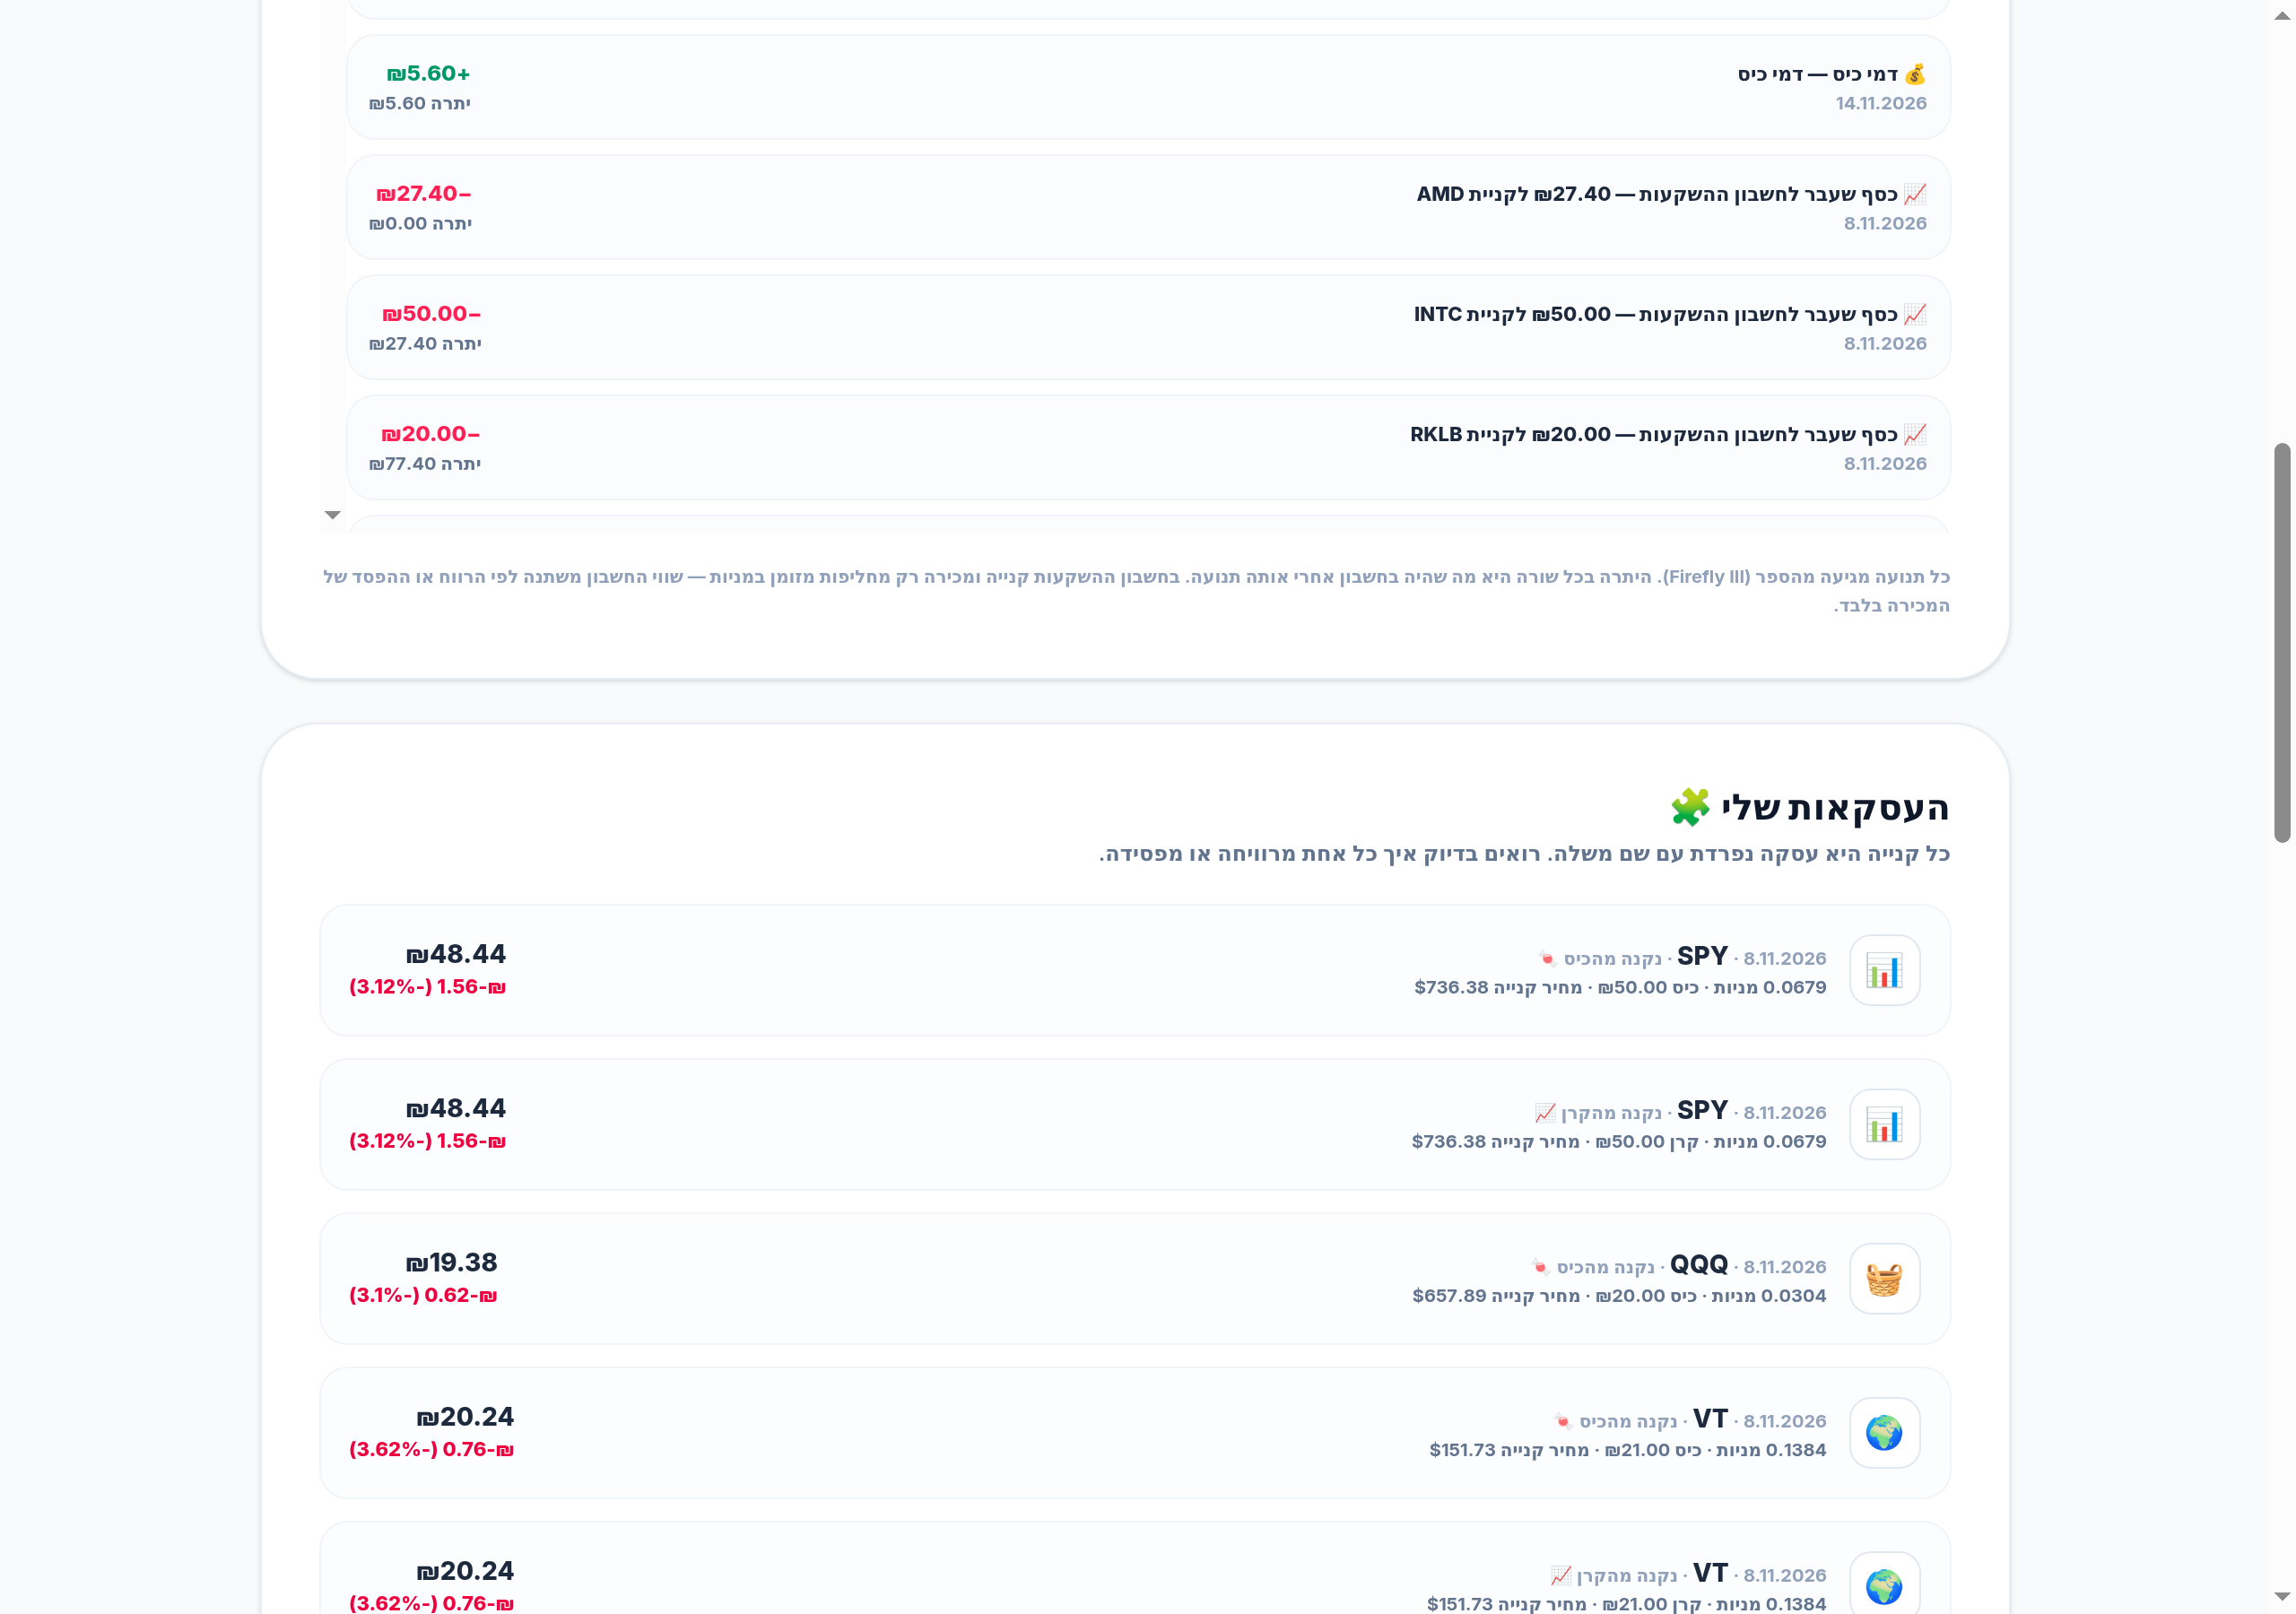 💰 דמי כיס — דמי כיס
+₪5.60
14.11.2026
יתרה ₪5.60
📈 כסף שעבר לחשבון ההשקעות — ₪27.40 לקניית AMD
−₪27.40
8.11.2026
יתרה ₪0.00
📈 כסף שעבר לחשבון ההשקעות — ₪50.00 לקניית INTC
−₪50.00
8.11.2026
יתרה ₪27.40
📈 כסף שעבר לחשבון ההשקעות — ₪20.00 לקניית RKLB
−₪20.00
8.11.2026
יתרה ₪77.40
כל תנועה מגיעה מהספר (Firefly III). היתרה בכל שורה היא מה שהיה בחשבון אחרי אותה תנועה. בחשבון ההשקעות קנייה ומכירה רק מחליפות מזומן במניות — שווי החשבון משתנה לפי הרווח או ההפסד של
המכירה בלבד.
העסקאות שלי 🧩
כל קנייה היא עסקה נפרדת עם שם משלה. רואים בדיוק איך כל אחת מרוויחה או מפסידה.
📊
8.11.2026 · SPY · נקנה מהכיס 🍬
0.0679 מניות · כיס ₪50.00 · מחיר קנייה $736.38
₪48.44
₪-1.56 (-3.12%)
📊
8.11.2026 · SPY · נקנה מהקרן 📈
0.0679 מניות · קרן ₪50.00 · מחיר קנייה $736.38
₪48.44
₪-1.56 (-3.12%)
🧺
8.11.2026 · QQQ · נקנה מהכיס 🍬
0.0304 מניות · כיס ₪20.00 · מחיר קנייה $657.89
₪19.38
₪-0.62 (-3.1%)
🌍
8.11.2026 · VT · נקנה מהכיס 🍬
0.1384 מניות · כיס ₪21.00 · מחיר קנייה $151.73
₪20.24
₪-0.76 (-3.62%)
🌍
8.11.2026 · VT · נקנה מהקרן 📈
0.1384 מניות · קרן ₪21.00 · מחיר קנייה $151.73
₪20.24
₪-0.76 (-3.62%)